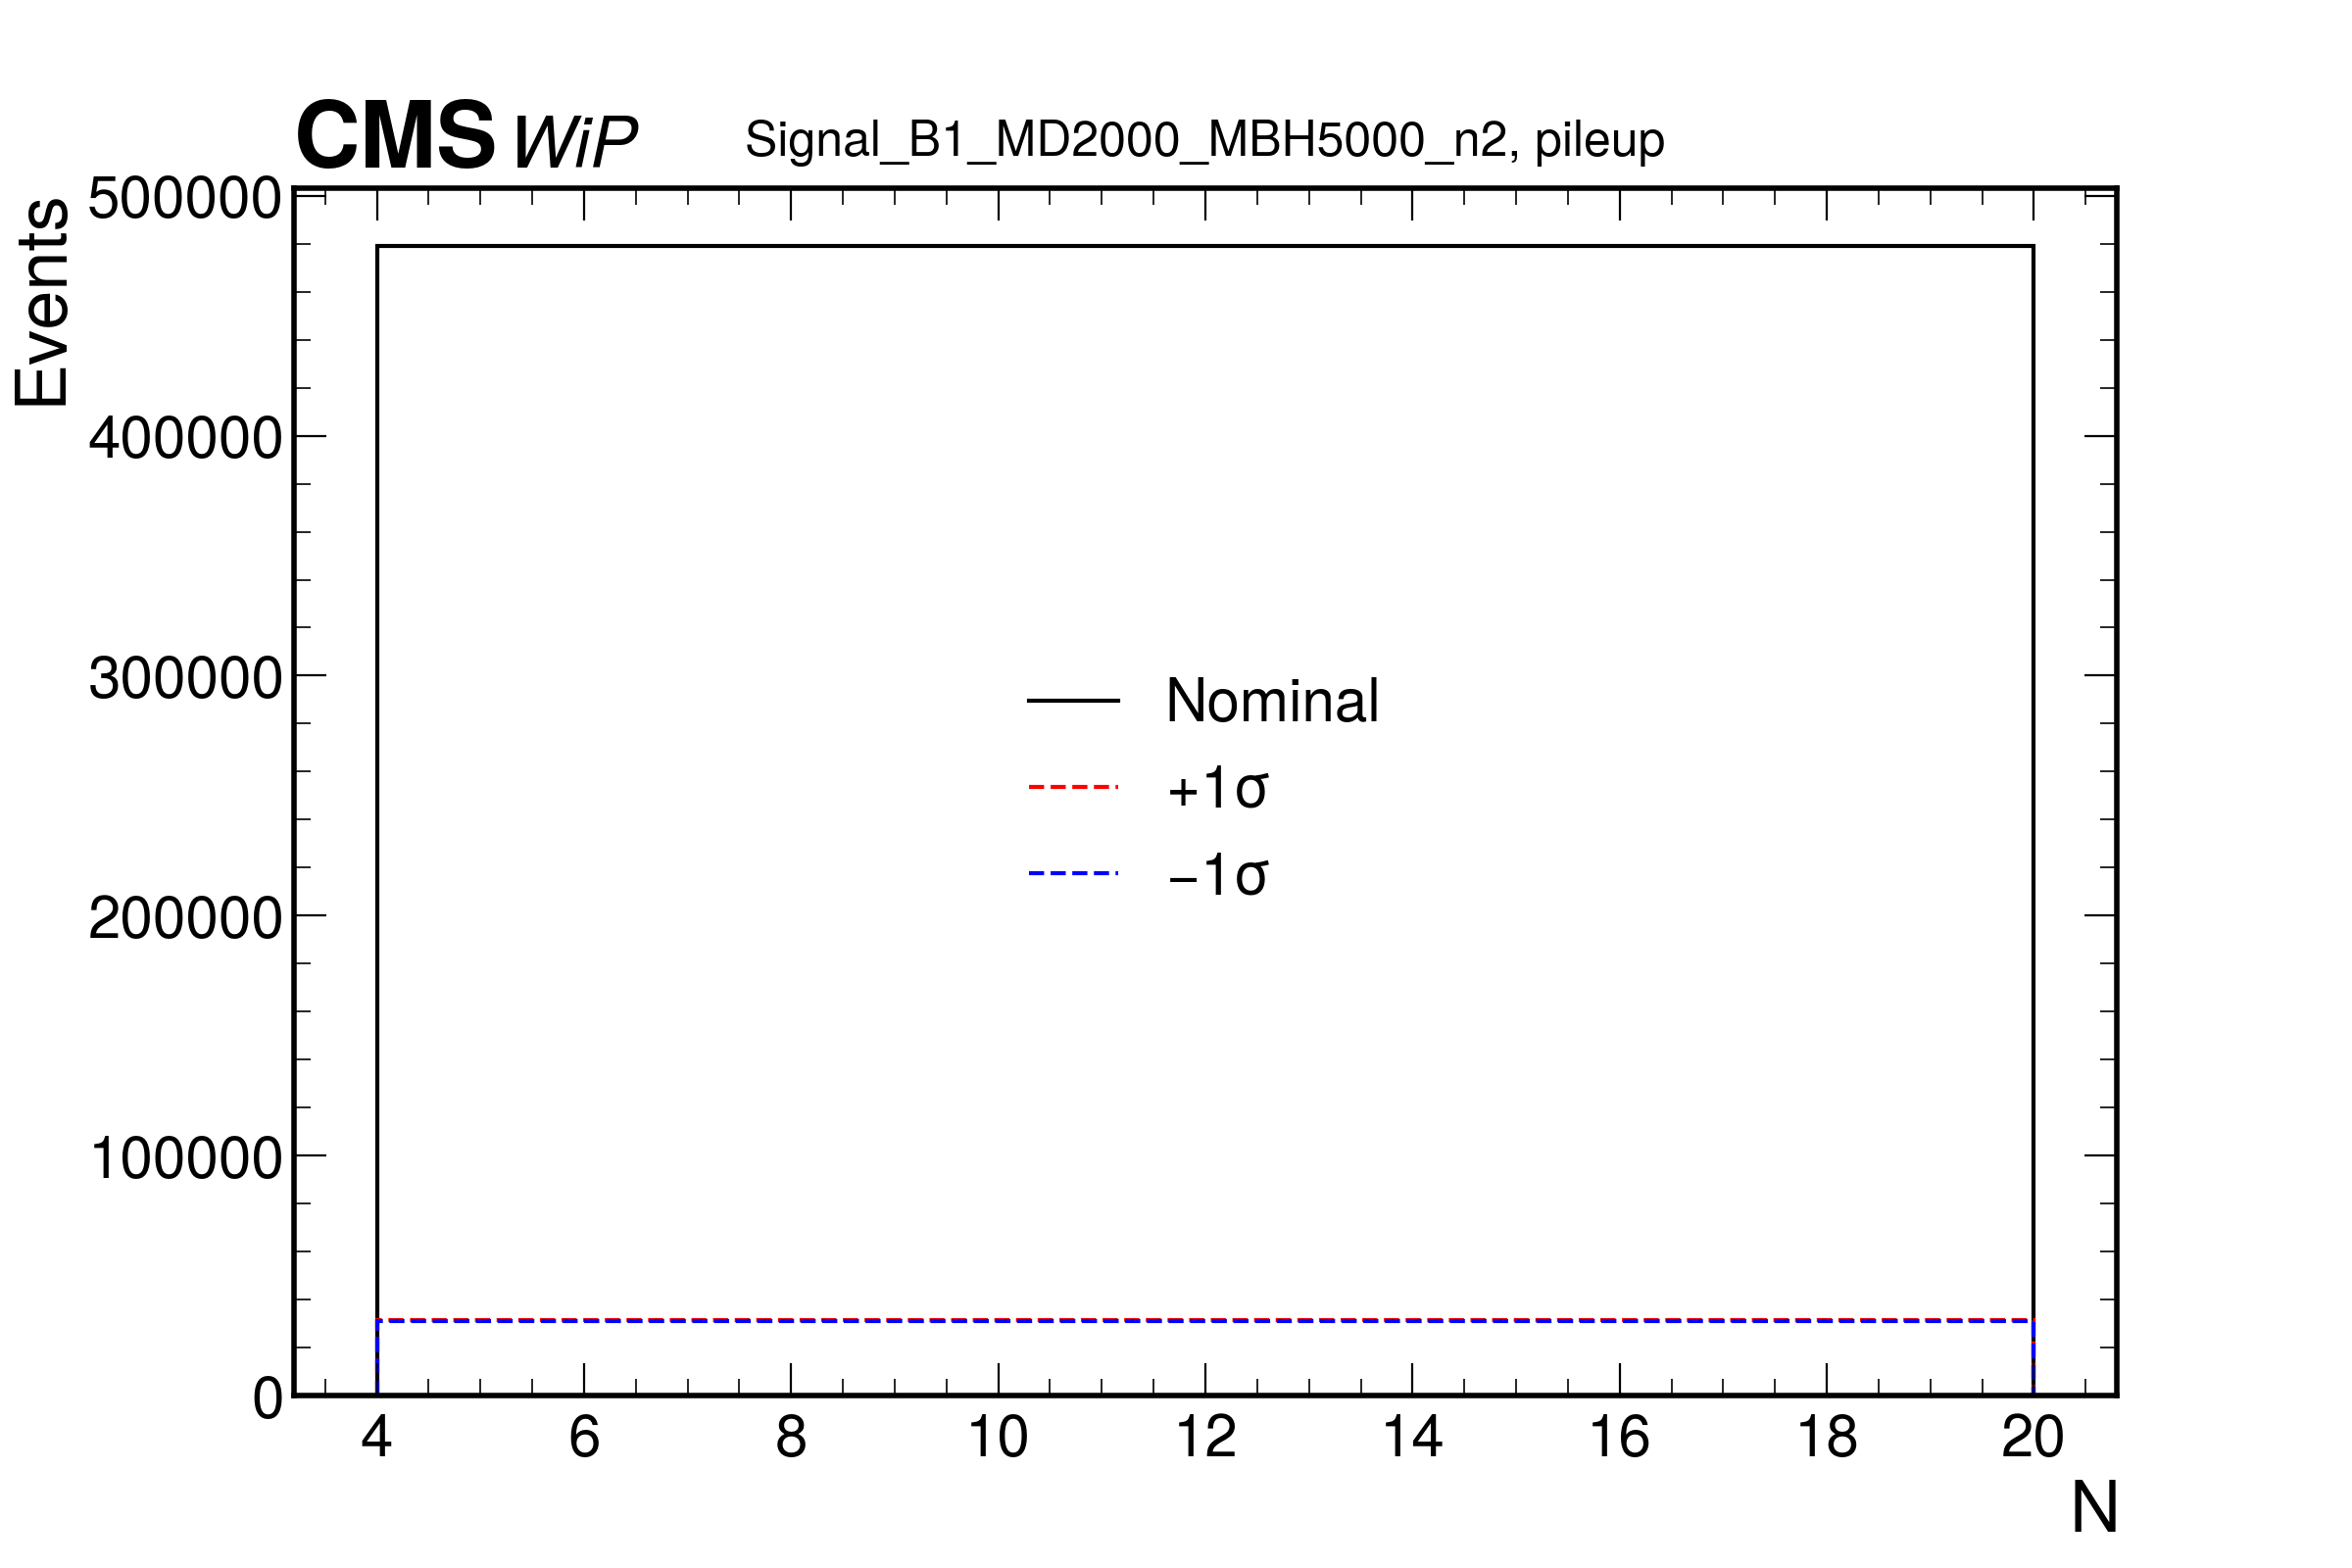 CMS WiP Signal_B1_MD2000_MBH5000_n2, pileup
Events
500000
400000
300000
200000
100000
0
Nominal
+1σ
−1σ
4 6 8 10 12 14 16 18 20
N